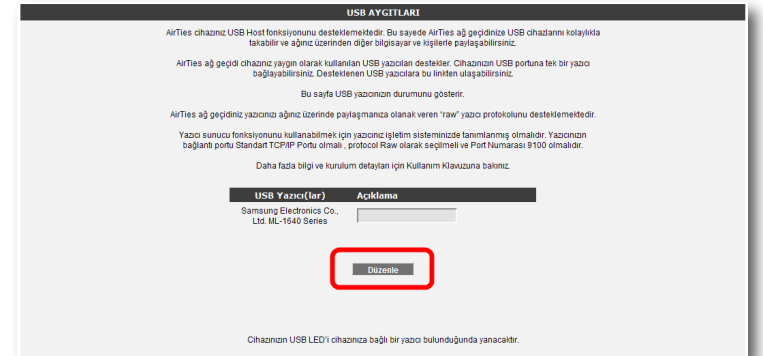 USB AYGITLARI
AirTies cihazınız USB Host fonksiyonunu desteklemektedir. Bu sayede AirTies ağ geçidinize USB cihazlarını kolaylıkla
takabilir ve ağınız üzerinden diğer bilgisayar ve kişilerle paylaşabilirsiniz.
AirTies ağ geçidi cihazınız yaygın olarak kullanılan USB yazıcıları destekler. Cihazınızın USB portuna tek bir yazıcı
bağlayabilirsiniz. Desteklenen USB yazıcılara bu linkten ulaşabilirsiniz.
Bu sayfa USB yazıcınızın durumunu gösterir.
AirTies ağ geçidiniz yazıcınızı ağınız üzerinde paylaşmanıza olanak veren "raw" yazıcı protokolunu desteklemektedir.
Yazıcı sunucu fonksiyonunu kullanabilmek için yazıcınız işletim sisteminizde tanımlanmış olmalıdır. Yazıcınızın
bağlantı portu Standart TCP/IP Portu olmalı , protocol Raw olarak seçilmeli ve Port Numarası 9100 olmalıdır.
Daha fazla bilgi ve kurulum detayları için Kullanım Klavuzuna bakınız.
USB Yazıcı(lar) Açıklama
Samsung Electronics Co.,
Ltd. ML-1640 Series
Düzenle
Cihazınızın USB LED'i cihazınıza bağlı bir yazıcı bulunduğunda yanacaktır.